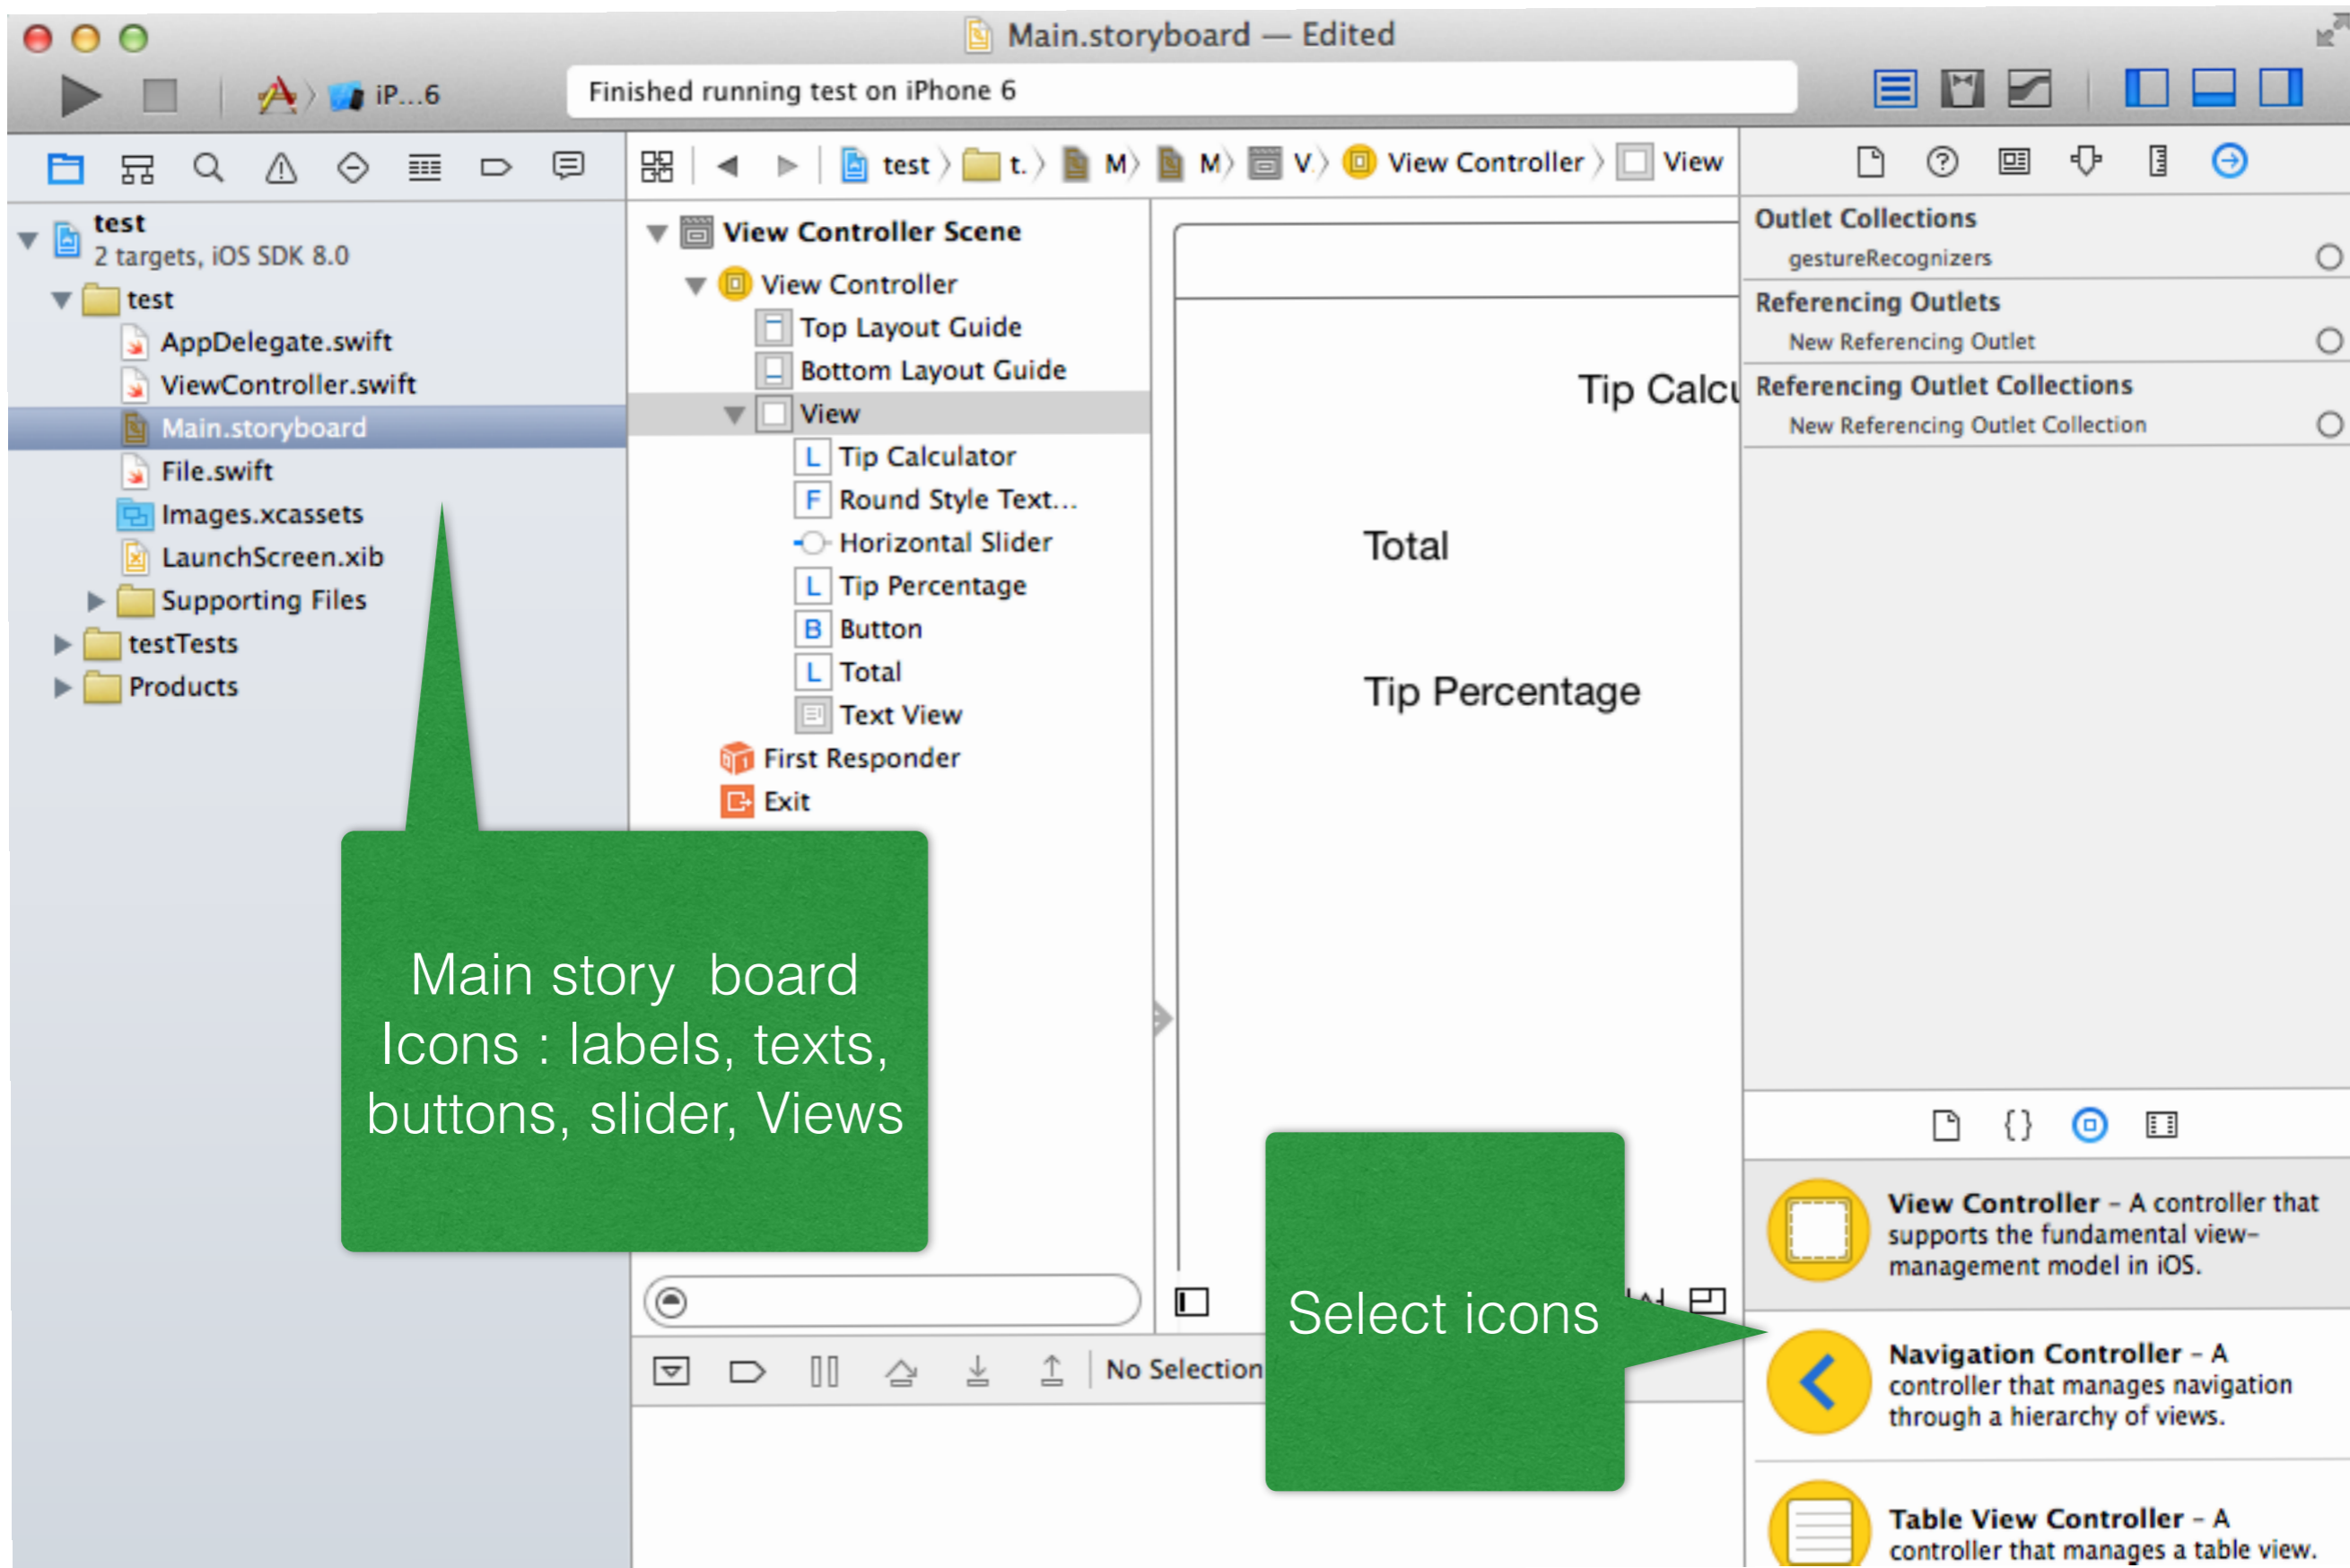 Main.storyboard — Edited
iP...6
Finished running test on iPhone 6
test
t.
M
M
V.
View Controller
View
test
2 targets, iOS SDK 8.0
test
AppDelegate.swift
ViewController.swift
Main.storyboard
File.swift
Images.xcassets
LaunchScreen.xib
Supporting Files
testTests
Products
View Controller Scene
View Controller
Top Layout Guide
Bottom Layout Guide
View
L Tip Calculator
F Round Style Text...
Horizontal Slider
L Tip Percentage
B Button
L Total
Text View
First Responder
Exit
Tip Calcu
Total
Tip Percentage
Outlet Collections
gestureRecognizers
Referencing Outlets
New Referencing Outlet
Referencing Outlet Collections
New Referencing Outlet Collection
Main story board
Icons : labels, texts,
buttons, slider, Views
Select icons
No Selection
{}
View Controller – A controller that
supports the fundamental view-
management model in iOS.
Navigation Controller – A
controller that manages navigation
through a hierarchy of views.
Table View Controller – A
controller that manages a table view.